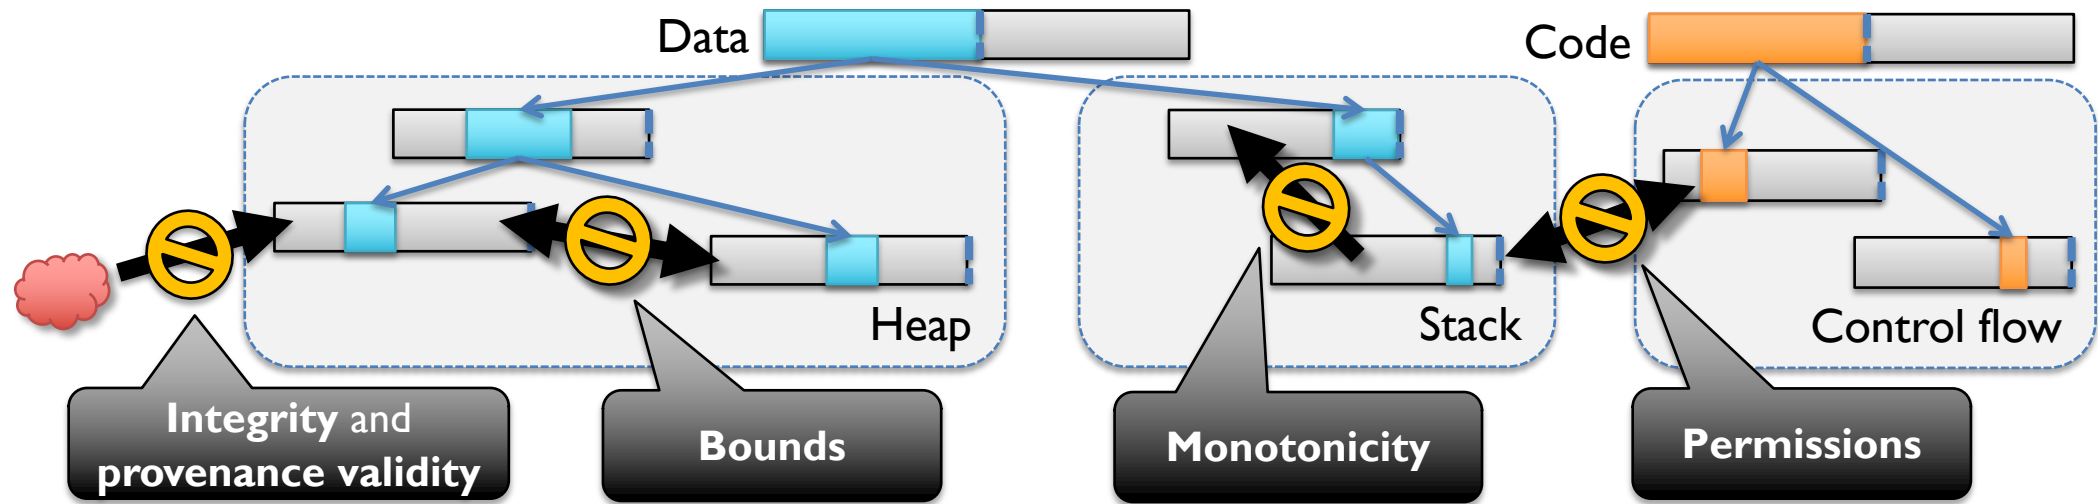 Data
Code
Heap
Stack
Control flow
Integrity and
provenance validity
Bounds
Monotonicity
Permissions